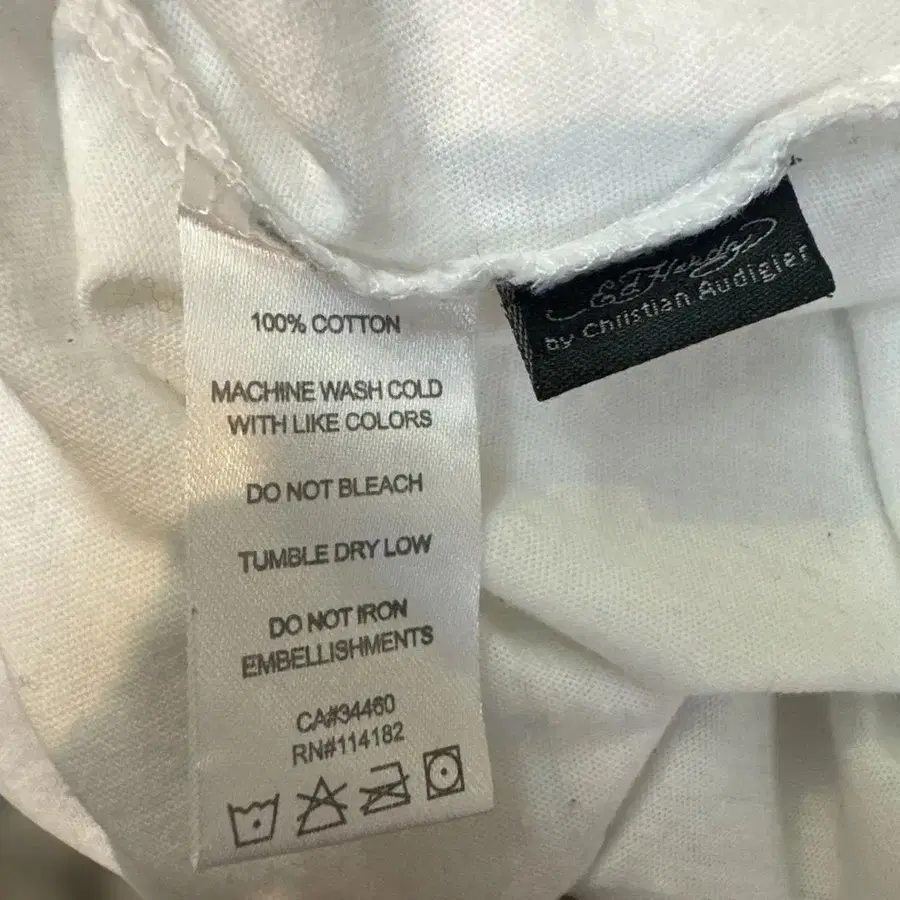 100% COTTON
MACHINE WASH COLD
WITH LIKE COLORS
DO NOT BLEACH
TUMBLE DRY LOW
DO NOT IRON
EMBELLISHMENTS
CA#34460
RN#114182
Ed Hardy
by Christian Audigier